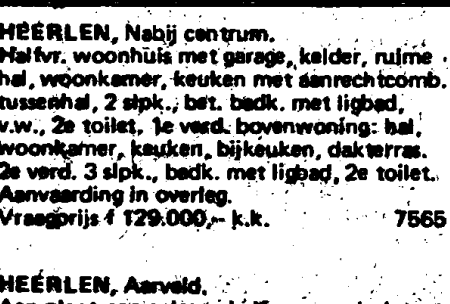 HEERLEN, Nabij centrum.
Halfvr. woonhuis met garage, kelder, ruime
hal, woonkamer, keuken met aanrechtcomb.
tussenhal, 2 slpk., bet. badk. met ligbad,
v.w., 2e toilet, 1e verd. bovenwoning: hal,
woonkamer, keuken, bijkeuken, dakterras.
2e verd. 3 slpk., badk. met ligbad, 2e toilet.
Aanvaarding in overleg.
Vraagprijs f 129.000,- k.k. 7565
HEERLEN, Aarveld.